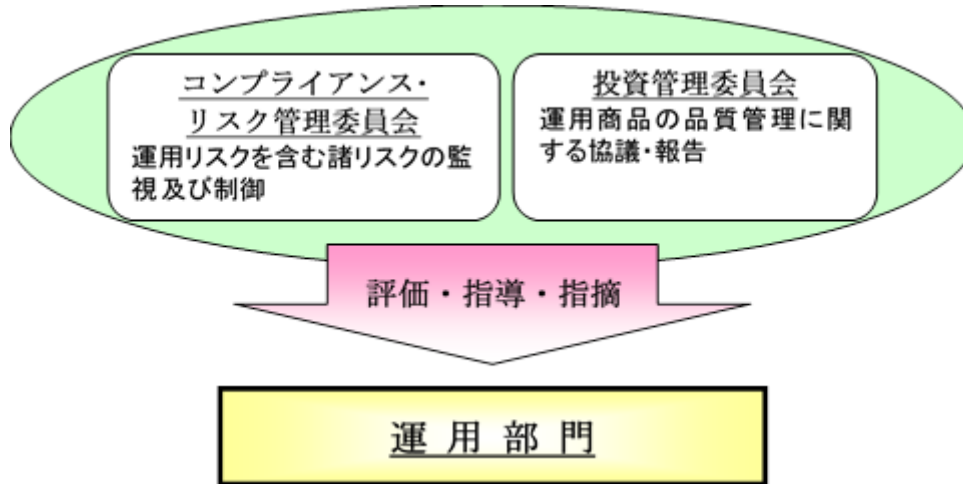 コンプライアンス・
リスク管理委員会
運用リスクを含む諸リスクの監
視及び制御
投資管理委員会
運用商品の品質管理に関
する協議・報告
評価・指導・指摘
運用部門